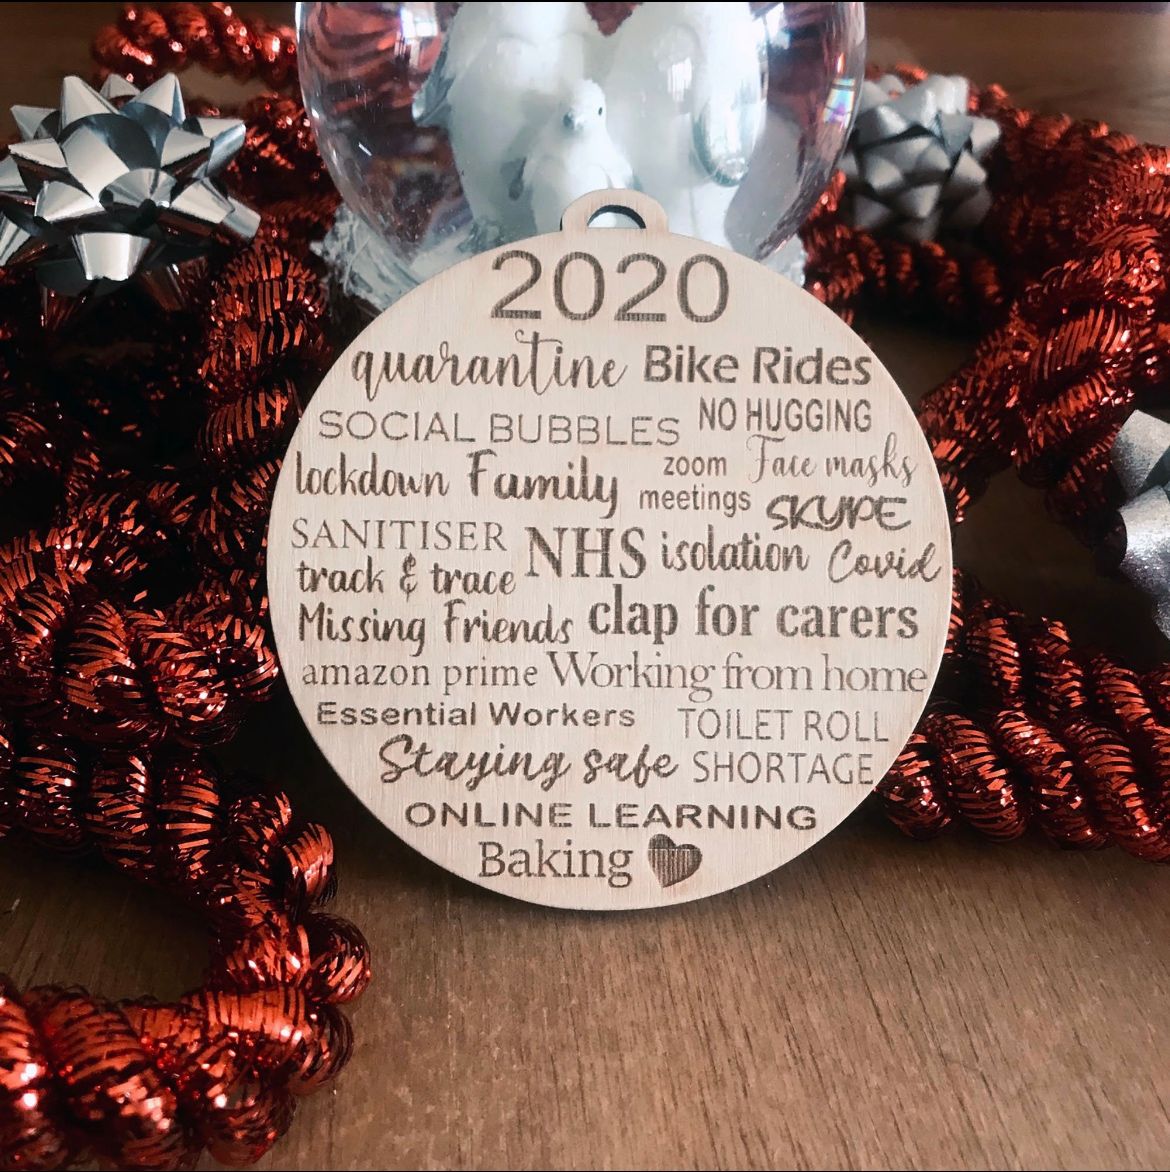 2020
quarantine Bike Rides
SOCIAL BUBBLES NO HUGGING
lockdown Family zoom meetings Face masks
SKYPE
SANITISER NHS isolation Covid
track & trace
Missing Friends clap for carers
amazon prime Working from home
Essential Workers TOILET ROLL
Staying safe SHORTAGE
ONLINE LEARNING
Baking